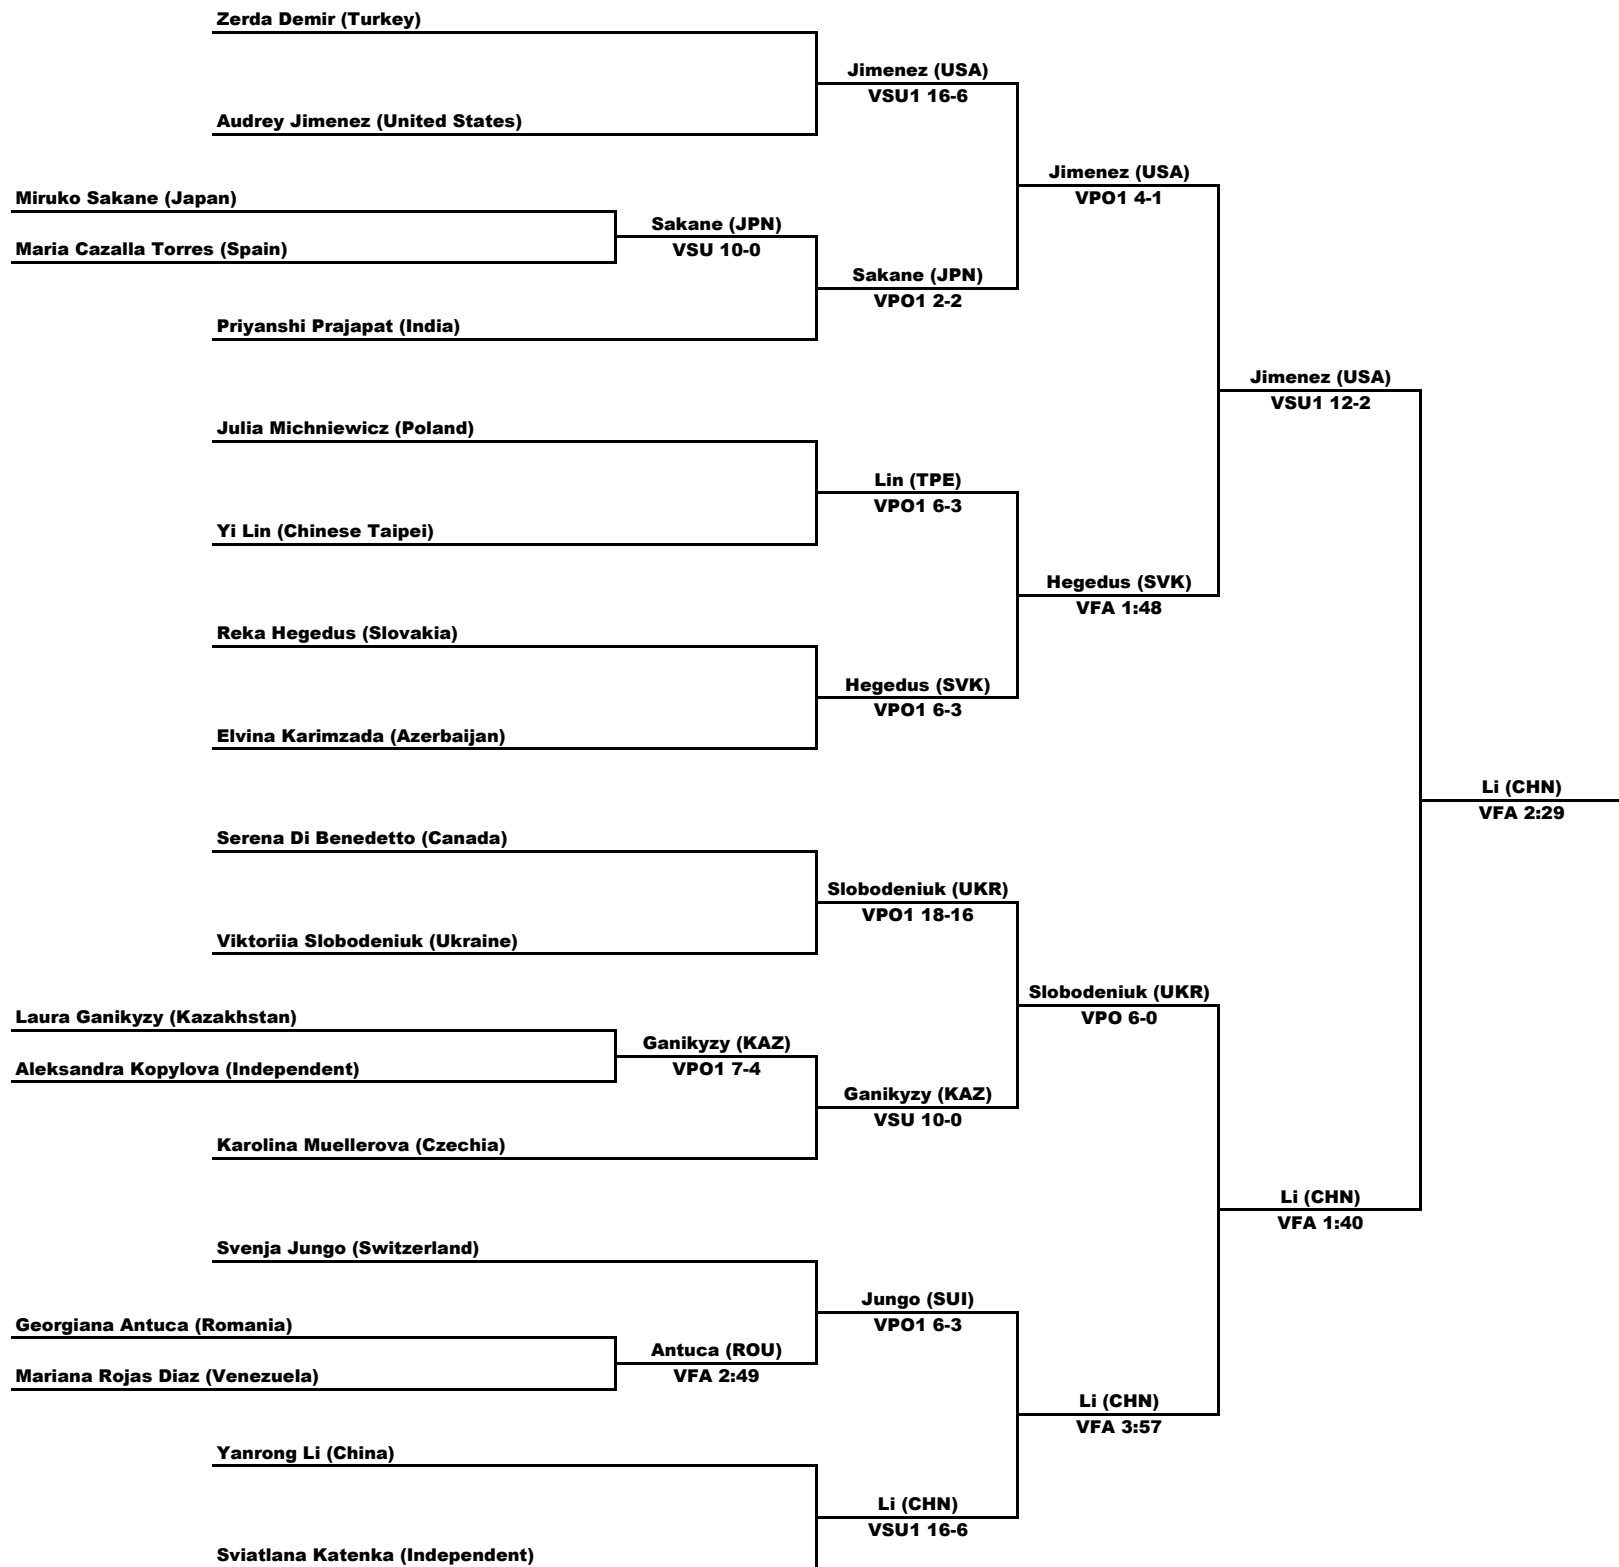 Zerda Demir (Turkey)
Jimenez (USA)
VSU1 16-6
Audrey Jimenez (United States)
Jimenez (USA)
VPO1 4-1
Miruko Sakane (Japan)
Sakane (JPN)
VSU 10-0
Maria Cazalla Torres (Spain)
Sakane (JPN)
VPO1 2-2
Priyanshi Prajapat (India)
Jimenez (USA)
VSU1 12-2
Julia Michniewicz (Poland)
Lin (TPE)
VPO1 6-3
Yi Lin (Chinese Taipei)
Hegedus (SVK)
VFA 1:48
Reka Hegedus (Slovakia)
Hegedus (SVK)
VPO1 6-3
Elvina Karimzada (Azerbaijan)
Li (CHN)
VFA 2:29
Serena Di Benedetto (Canada)
Slobodeniuk (UKR)
VPO1 18-16
Viktoriia Slobodeniuk (Ukraine)
Slobodeniuk (UKR)
VPO 6-0
Laura Ganikyzy (Kazakhstan)
Ganikyzy (KAZ)
VPO1 7-4
Aleksandra Kopylova (Independent)
Ganikyzy (KAZ)
VSU 10-0
Karolina Muellerova (Czechia)
Li (CHN)
VFA 1:40
Svenja Jungo (Switzerland)
Jungo (SUI)
VPO1 6-3
Georgiana Antuca (Romania)
Antuca (ROU)
VFA 2:49
Mariana Rojas Diaz (Venezuela)
Li (CHN)
VFA 3:57
Yanrong Li (China)
Li (CHN)
VSU1 16-6
Sviatlana Katenka (Independent)